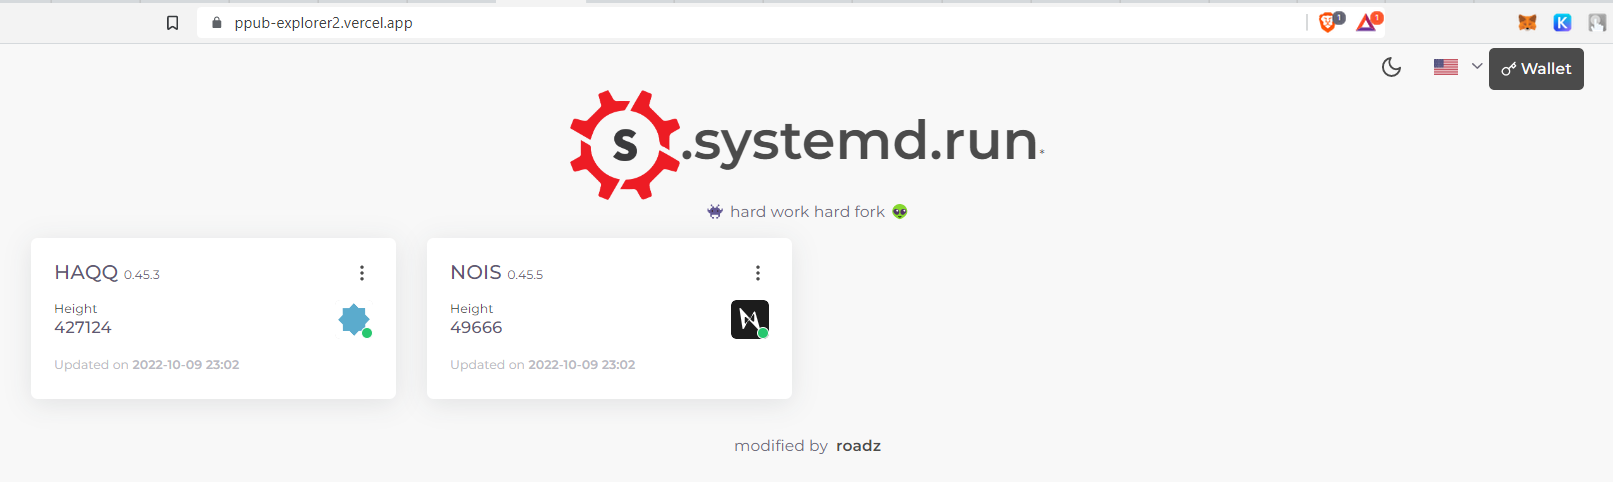 ppub-explorer2.vercel.app
1
1
K
Wallet
S .systemd.run*
hard work hard fork
HAQQ 0.45.3
Height
427124
Updated on 2022-10-09 23:02
NOIS 0.45.5
Height
49666
Updated on 2022-10-09 23:02
modified by roadz